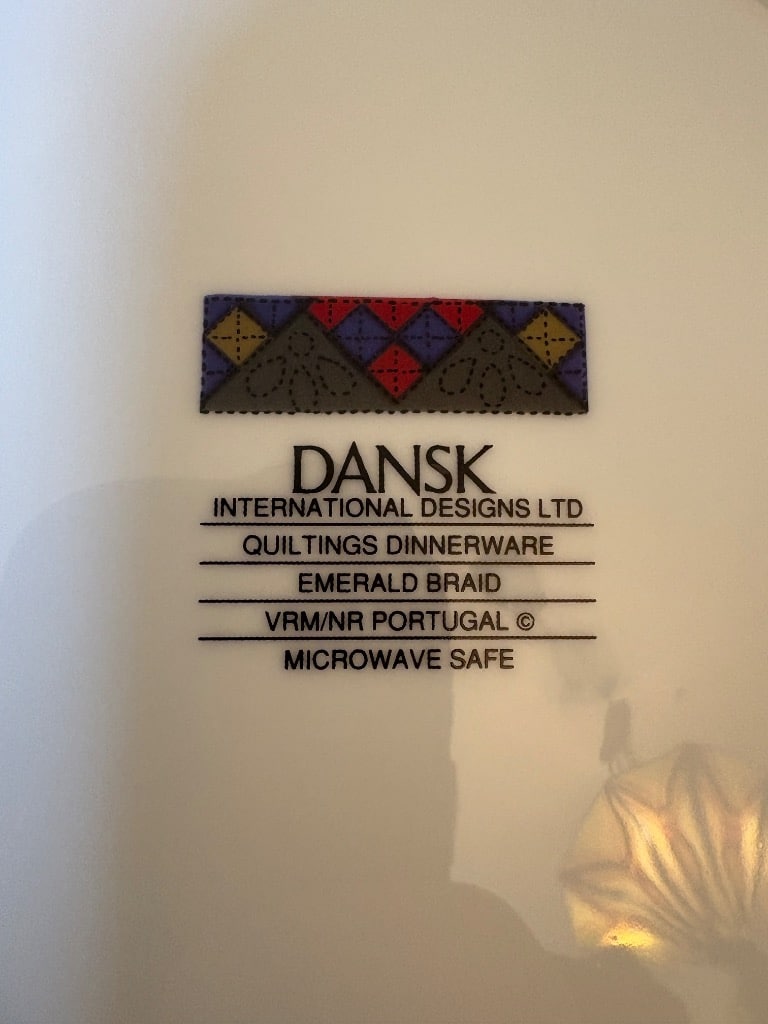 DANSK
INTERNATIONAL DESIGNS LTD
QUILTINGS DINNERWARE
EMERALD BRAID
VRM/NR PORTUGAL ©
MICROWAVE SAFE